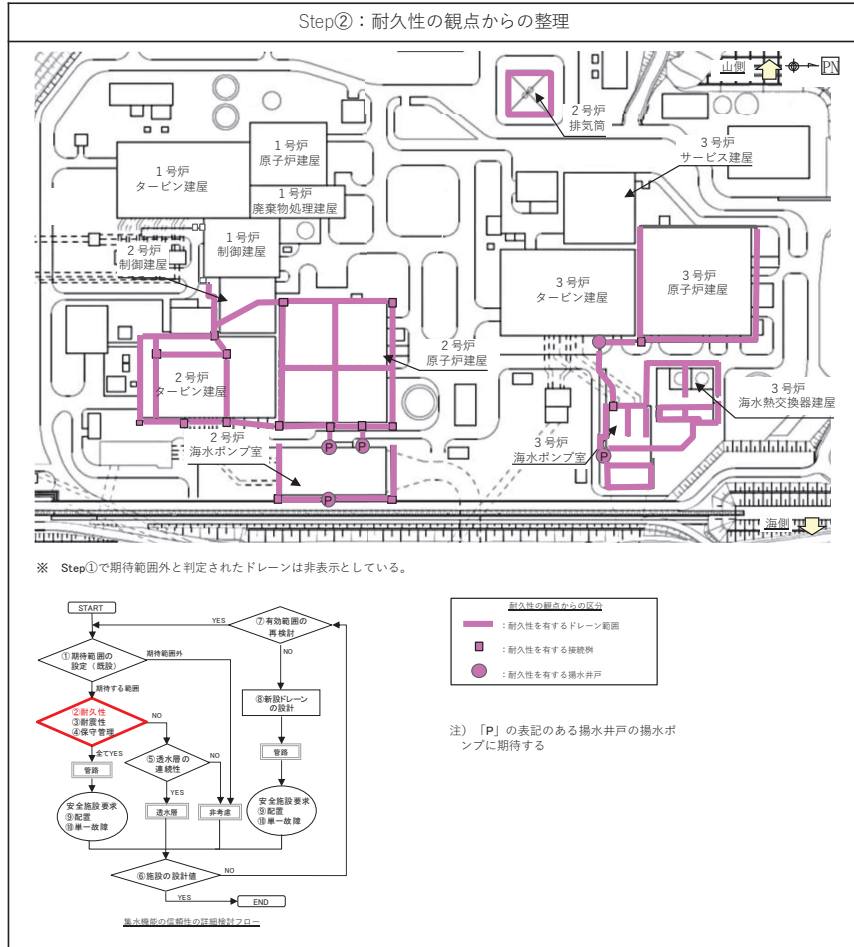 Step②：耐久性の観点からの整理
山側
PN
2号炉
排気筒
3号炉
サービス建屋
1号炉
原子炉建屋
1号炉
タービン建屋
1号炉
廃棄物処理建屋
1号炉
制御建屋
2号炉
制御建屋
3号炉
タービン建屋
3号炉
原子炉建屋
2号炉
原子炉建屋
2号炉
タービン建屋
3号炉
海水熱交換器建屋
2号炉
海水ポンプ室
3号炉
海水ポンプ室
P
P
P
P
海側
※　Step①で期待範囲外と判定されたドレーンは非表示としている。
START
YES
⑦有効範囲の
再検討
①期待範囲の
設定（既設）
期待範囲外
NO
期待する範囲
⑧新設ドレーン
の設計
②耐久性
③耐震性
④保守管理
NO
全てYES
管路
⑤透水層の
連続性
NO
管路
YES
安全施設要求
⑨配置
⑩単一故障
透水層
非考慮
安全施設要求
⑨配置
⑩単一故障
⑥施設の設計値
NO
YES
END
集水機能の信頼性の詳細検討フロー
耐久性の観点からの区分
：耐久性を有するドレーン範囲
：耐久性を有する接続桝
：耐久性を有する揚水井戸
注）「P」の表記のある揚水井戸の揚水ポ
ンプに期待する